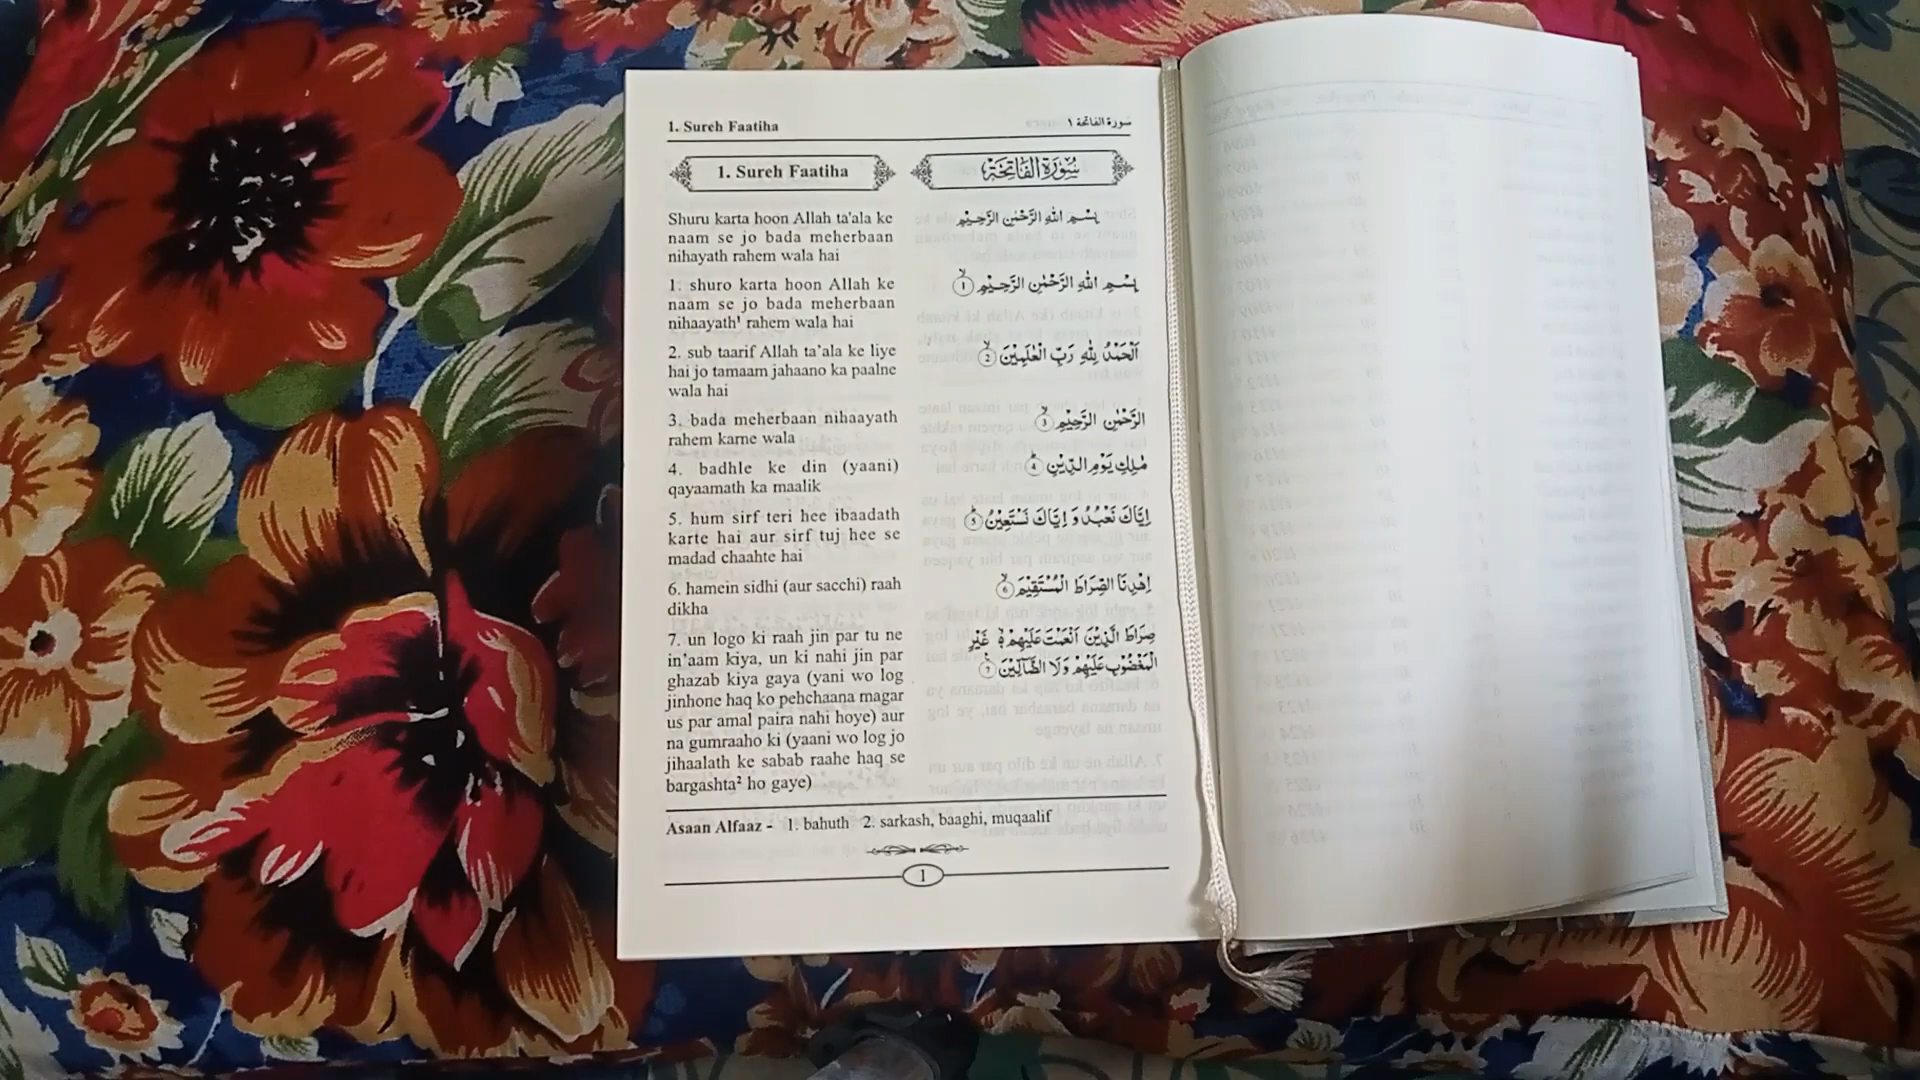 1. Sureh Faatiha
سورة الفاتحة ١
1. Sureh Faatiha
سُوْرَةُ الْفَاتِحَةِ
Shuru karta hoon Allah ta'ala ke
naam se jo bada meherbaan
nihayath rahem wala hai
1. shuro karta hoon Allah ke
naam se jo bada meherbaan
nihaayath¹ rahem wala hai
2. sub taarif Allah ta’ala ke liye
hai jo tamaam jahaano ka paalne
wala hai
3. bada meherbaan nihaayath
rahem karne wala
4. badhle ke din (yaani)
qayaamath ka maalik
5. hum sirf teri hee ibaadath
karte hai aur sirf tuj hee se
madad chaahte hai
6. hamein sidhi (aur sacchi) raah
dikha
7. un logo ki raah jin par tu ne
in’aam kiya, un ki nahi jin par
ghazab kiya gaya (yani wo log
jinhone haq ko pehchaana magar
us par amal paira nahi hoye) aur
na gumraaho ki (yaani wo log jo
jihaalath ke sabab raahe haq se
bargashta² ho gaye)
بِسْمِ اللهِ الرَّحْمٰنِ الرَّحِيْمِ
بِسْمِ اللهِ الرَّحْمٰنِ الرَّحِيْمِ ۙ ١
اَلْحَمْدُ لِلّٰهِ رَبِّ الْعٰلَمِيْنَ ۙ ٢
الرَّحْمٰنِ الرَّحِيْمِ ۙ ٣
مٰلِكِ يَوْمِ الدِّيْنِ ؕ ٤
اِيَّاكَ نَعْبُدُ وَ اِيَّاكَ نَسْتَعِيْنُ ؕ ٥
اِهْدِنَا الصِّرَاطَ الْمُسْتَقِيْمَ ۙ ٦
صِرَاطَ الَّذِيْنَ اَنْعَمْتَ عَلَيْهِمْ ۙ۬ غَيْرِ
الْمَغْضُوْبِ عَلَيْهِمْ وَلَا الضَّآلِّيْنَ ٧
Asaan Alfaaz - 1. bahuth 2. sarkash, baaghi, muqaalif
1